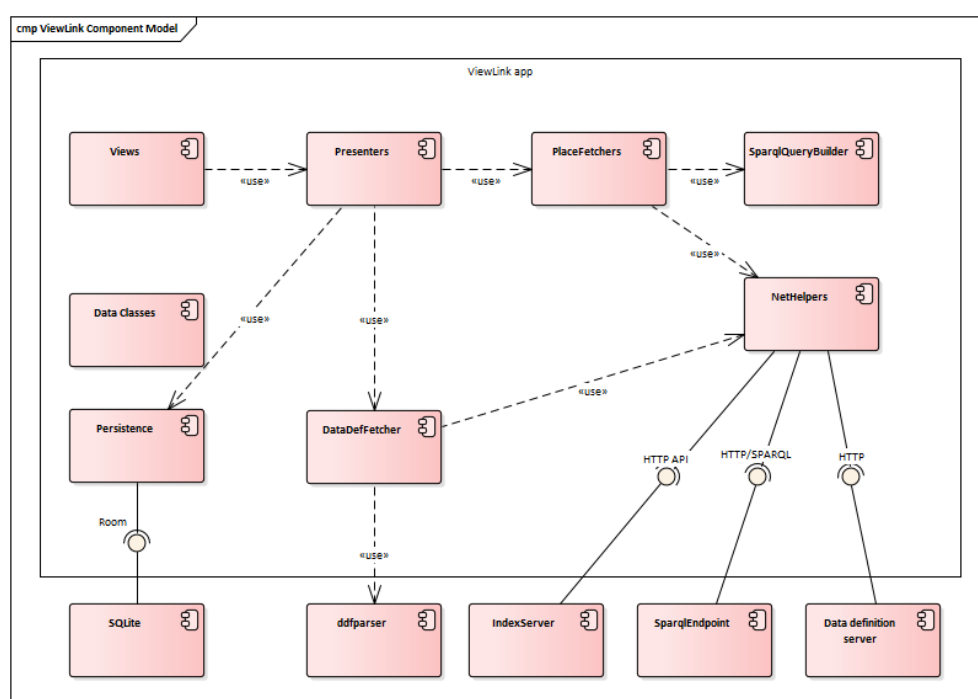 cmp ViewLink Component Model
ViewLink app
Views
Presenters
PlaceFetchers
SparqlQueryBuilder
«use»
«use»
«use»
«use»
Data Classes
NetHelpers
«use»
«use»
«use»
Persistence
DataDefFetcher
HTTP API
HTTP/SPARQL
HTTP
Room
«use»
SQLite
ddfparser
IndexServer
SparqlEndpoint
Data definition
server